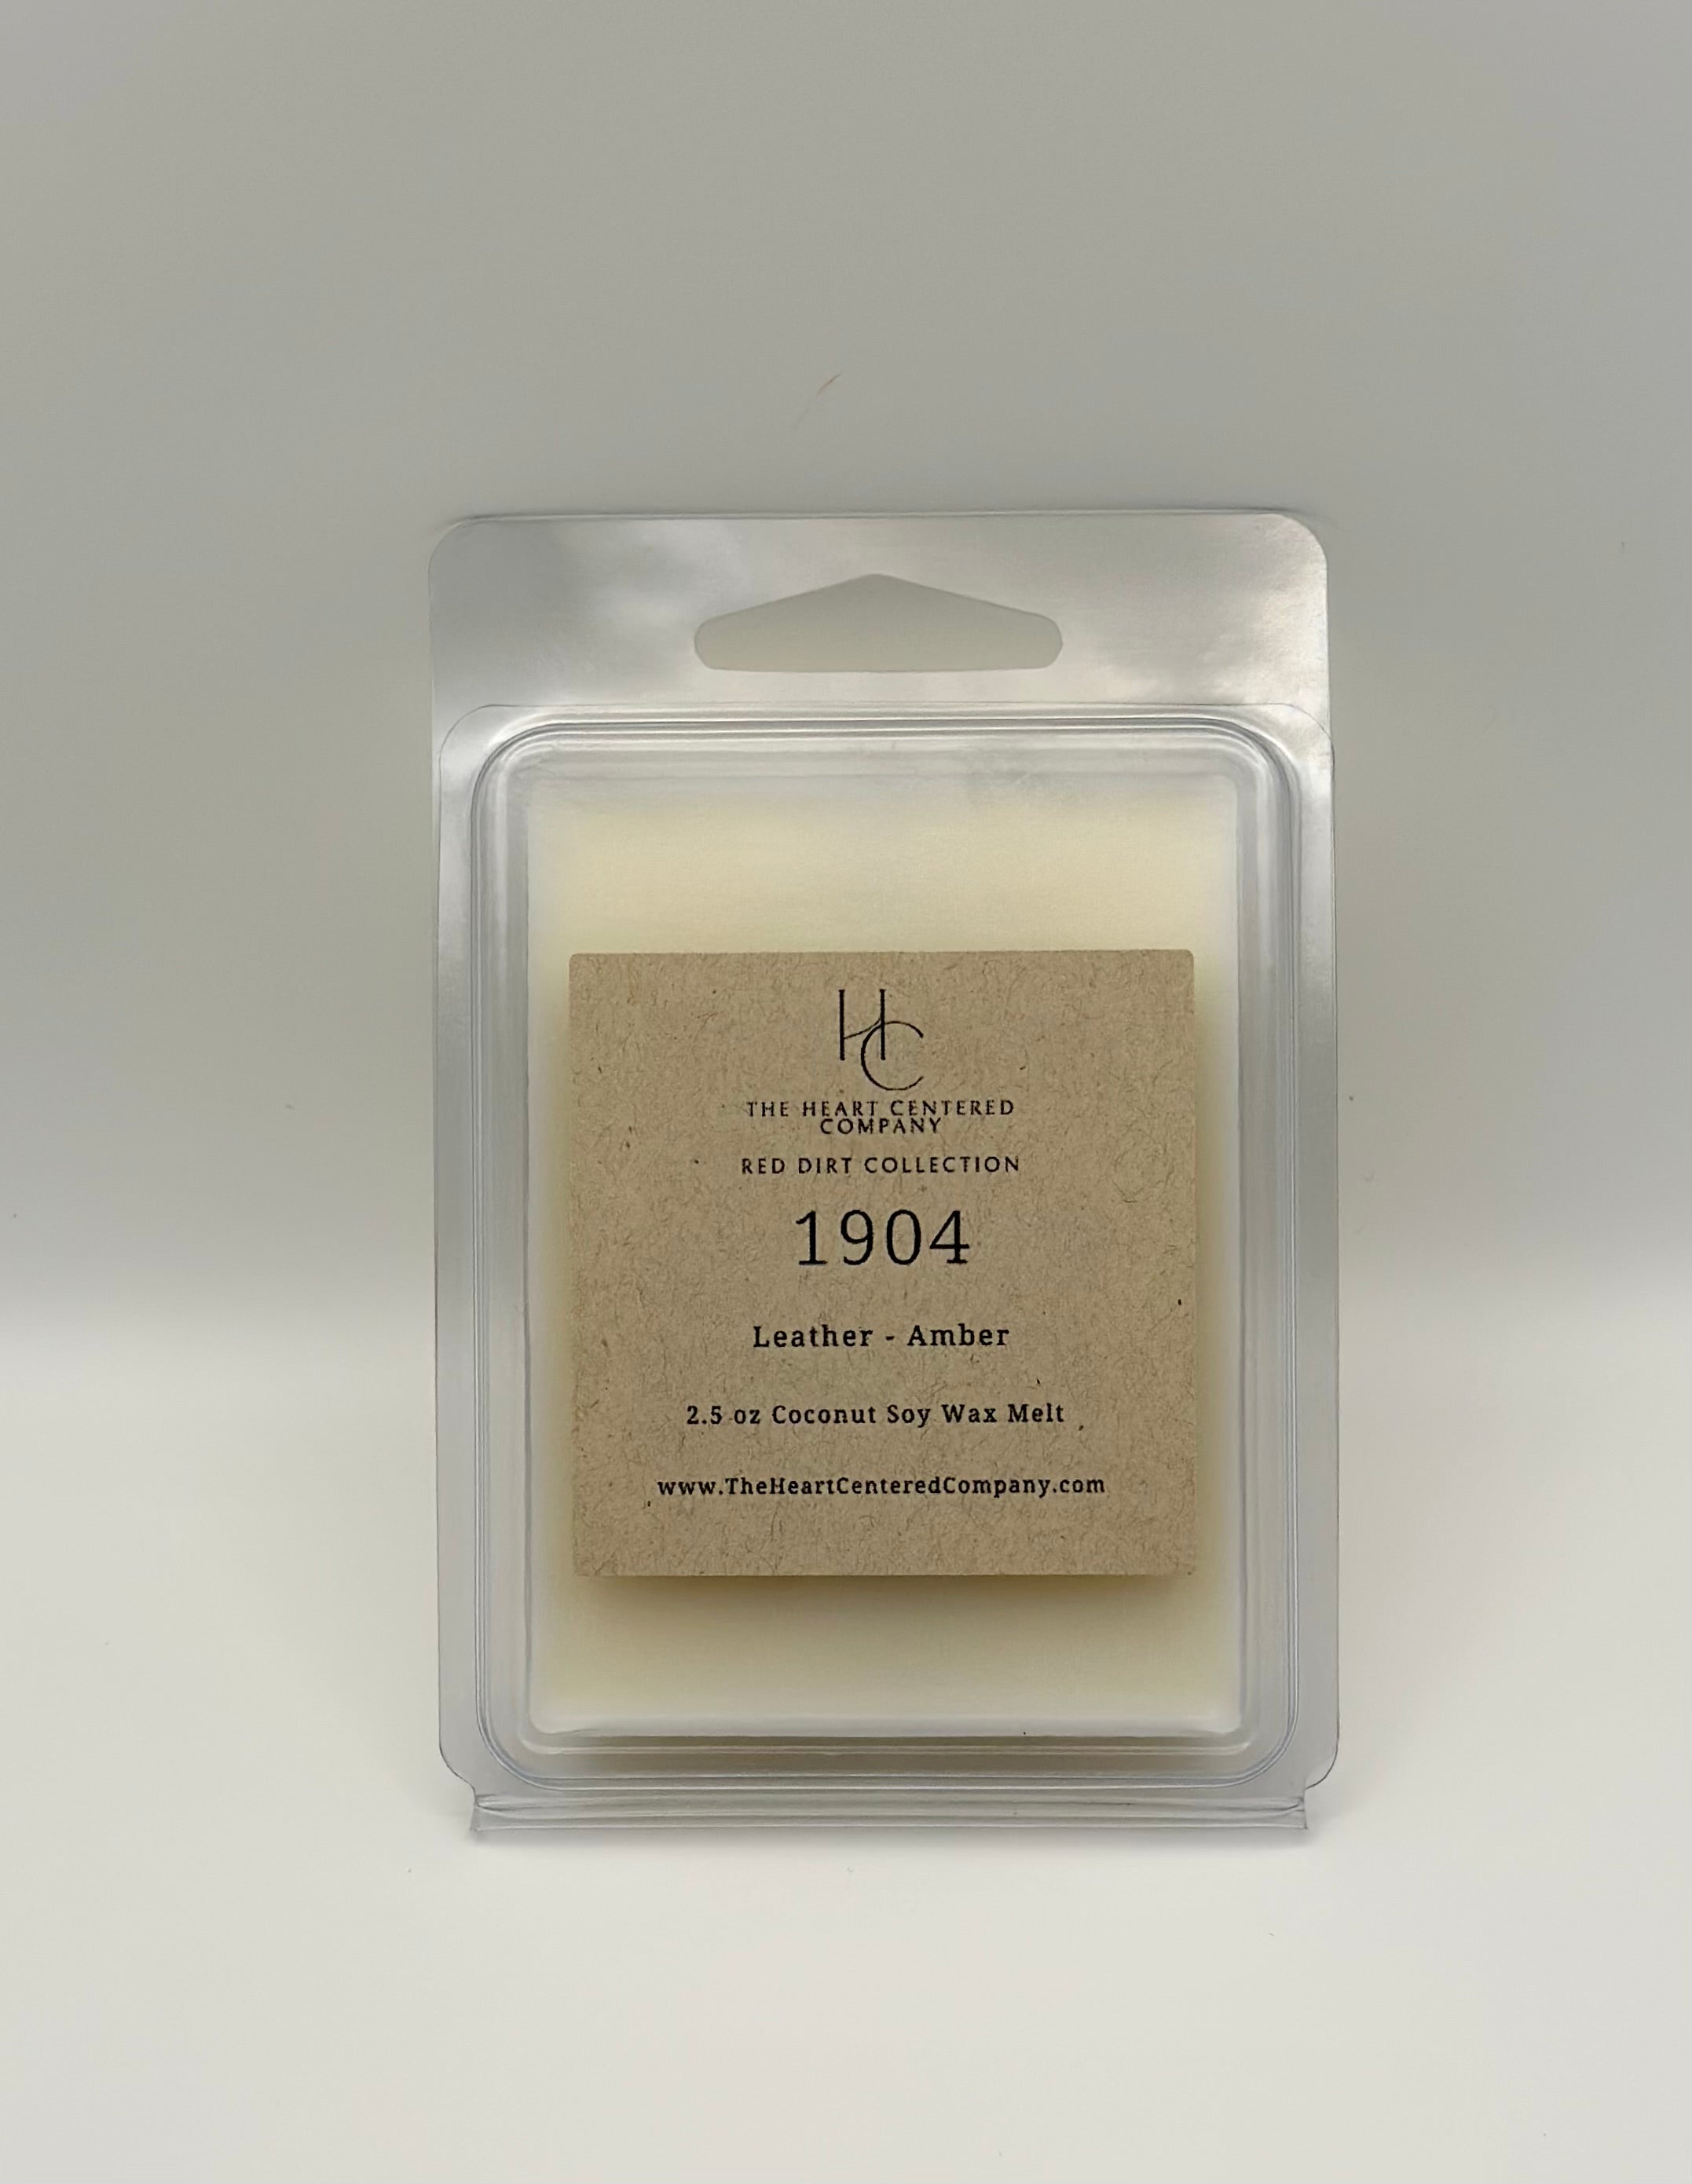 HC
THE HEART CENTERED
COMPANY
RED DIRT COLLECTION
1904
Leather - Amber
2.5 oz Coconut Soy Wax Melt
www.TheHeartCenteredCompany.com